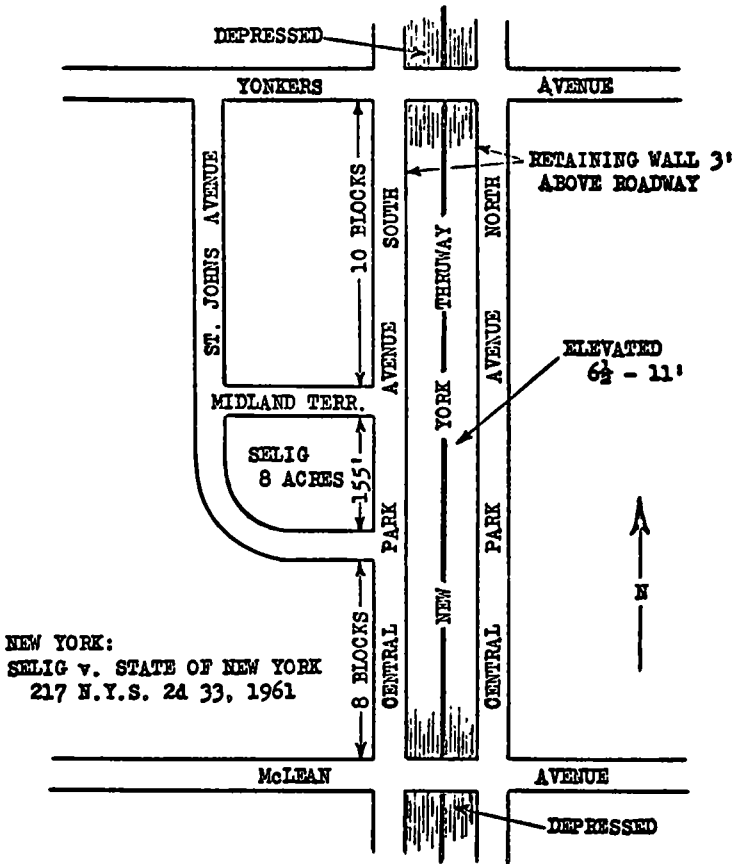 DEPRESSED
YONKERS AVENUE
ST. JOHNS AVENUE
10 BLOCKS
CENTRAL PARK AVENUE SOUTH
NEW YORK THRUWAY
CENTRAL PARK AVENUE NORTH
RETAINING WALL 3'
ABOVE ROADWAY
ELEVATED
6½ - 11'
MIDLAND TERR.
SELIG
8 ACRES
155'
N
8 BLOCKS
NEW YORK:
SELIG v. STATE OF NEW YORK
217 N.Y.S. 2d 33, 1961
McLEAN AVENUE
DEPRESSED